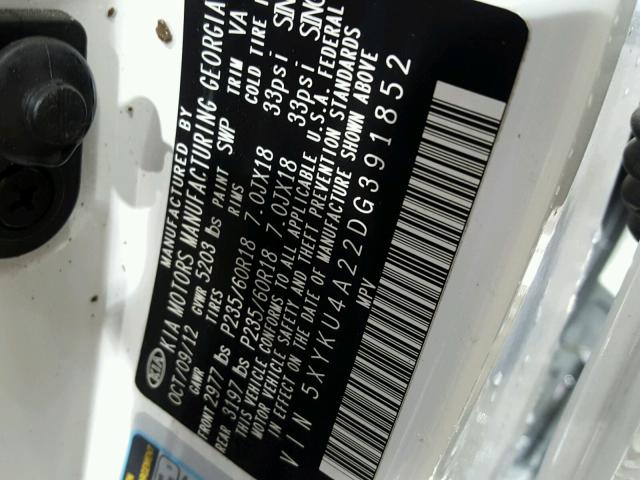 MANUFACTURED BY
KIA MOTORS MANUFACTURING GEORGIA
KIA
OCT/09/12 GVWR 5203 lbs PAINT SWP TRIM VA
GAWR TIRES RIMS COLD TIRE
FRONT 2977 lbs P235/60R18 7.0JX18 33psi SINC
REAR 3197 lbs P235/60R18 7.0JX18 33psi SINC
THIS VEHICLE CONFORMS TO ALL APPLICABLE U.S.A. FEDERAL
MOTOR VEHICLE SAFETY AND THEFT PREVENTION STANDARDS
IN EFFECT ON THE DATE OF MANUFACTURE SHOWN ABOVE
VIN 5XYKU4A22DG391852
MPV